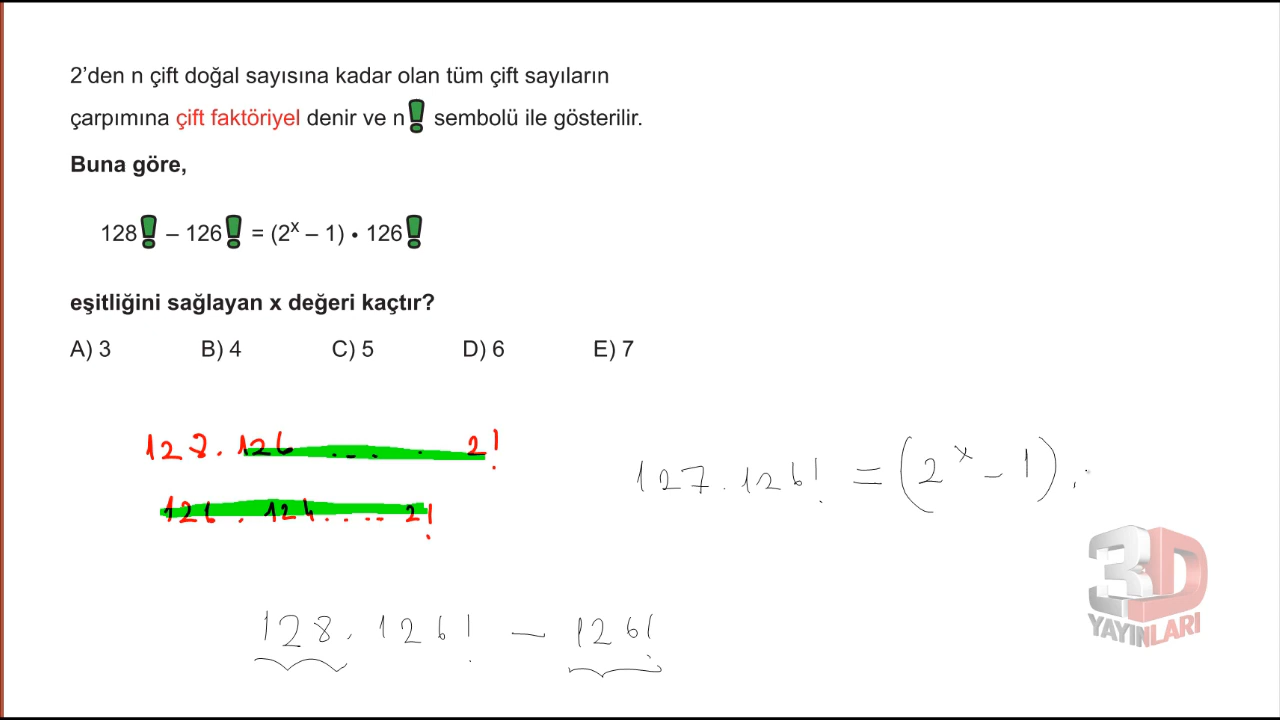 2'den n çift doğal sayısına kadar olan tüm çift sayıların
çarpımına çift faktöriyel denir ve n! sembolü ile gösterilir.
Buna göre,
128! – 126! = (2^x – 1) • 126!
eşitliğini sağlayan x değeri kaçtır?
A) 3 B) 4 C) 5 D) 6 E) 7
128. 126 ... . 2!
126 . 124 .... 2!
127. 126! = (2^x - 1) .
128. 126! - 126!
3D
YAYINLARI